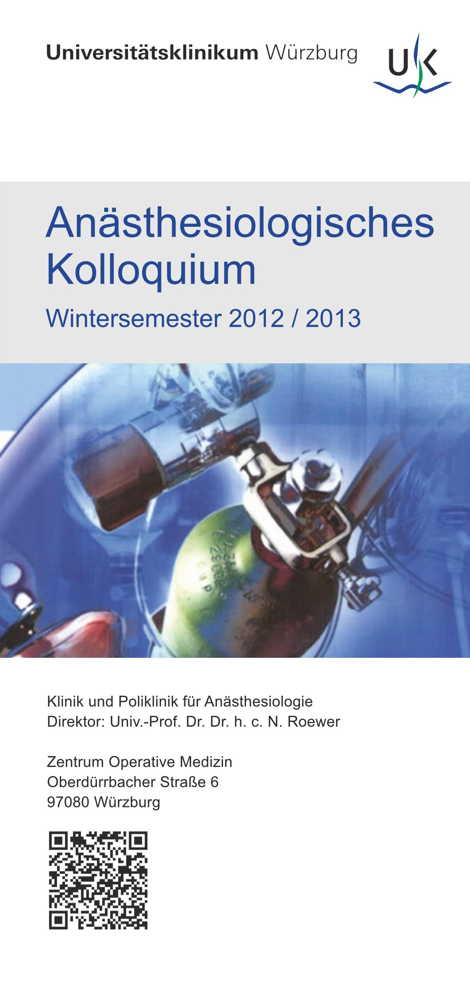 Universitätsklinikum Würzburg
UK
Anästhesiologisches
Kolloquium
Wintersemester 2012 / 2013
Klinik und Poliklinik für Anästhesiologie
Direktor: Univ.-Prof. Dr. Dr. h. c. N. Roewer
Zentrum Operative Medizin
Oberdürrbacher Straße 6
97080 Würzburg